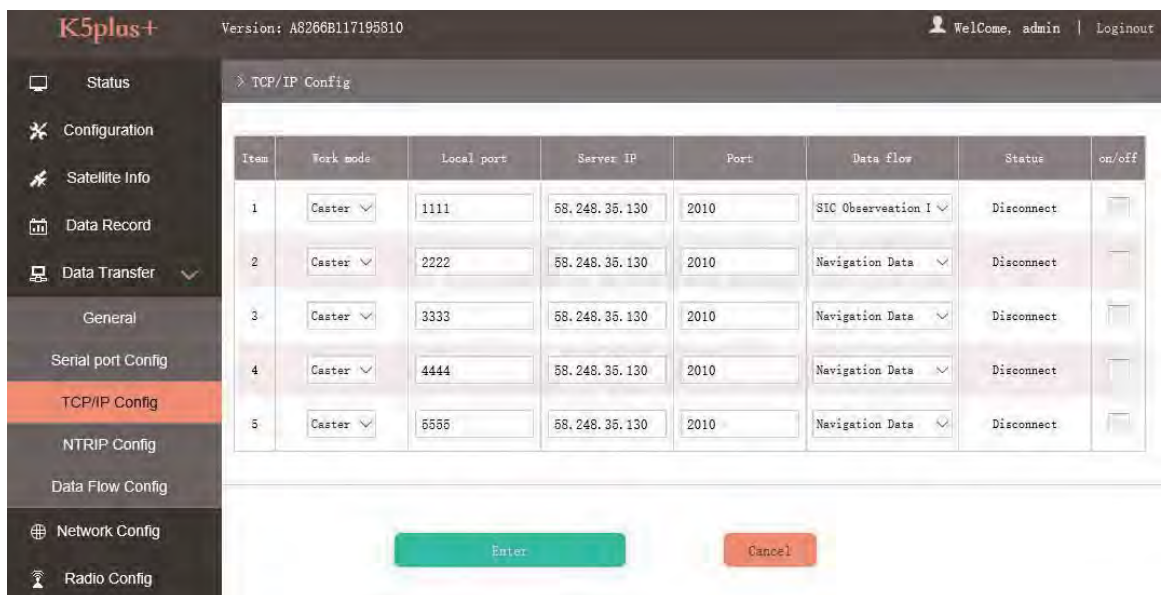 K5plus+
Version: A8266B117195810
WelCome, admin | Loginout
Status
Configuration
Satellite Info
Data Record
Data Transfer
General
Serial port Config
TCP/IP Config
NTRIP Config
Data Flow Config
Network Config
Radio Config
> TCP/IP Config
Item Work mode Local port Server IP Port Data flow Status on/off
1 Caster 1111 58.248.35.130 2010 SIC Observeation I Disconnect
2 Caster 2222 58.248.35.130 2010 Navigation Data Disconnect
3 Caster 3333 58.248.35.130 2010 Navigation Data Disconnect
4 Caster 4444 58.248.35.130 2010 Navigation Data Disconnect
5 Caster 5555 58.248.35.130 2010 Navigation Data Disconnect
Enter Cancel